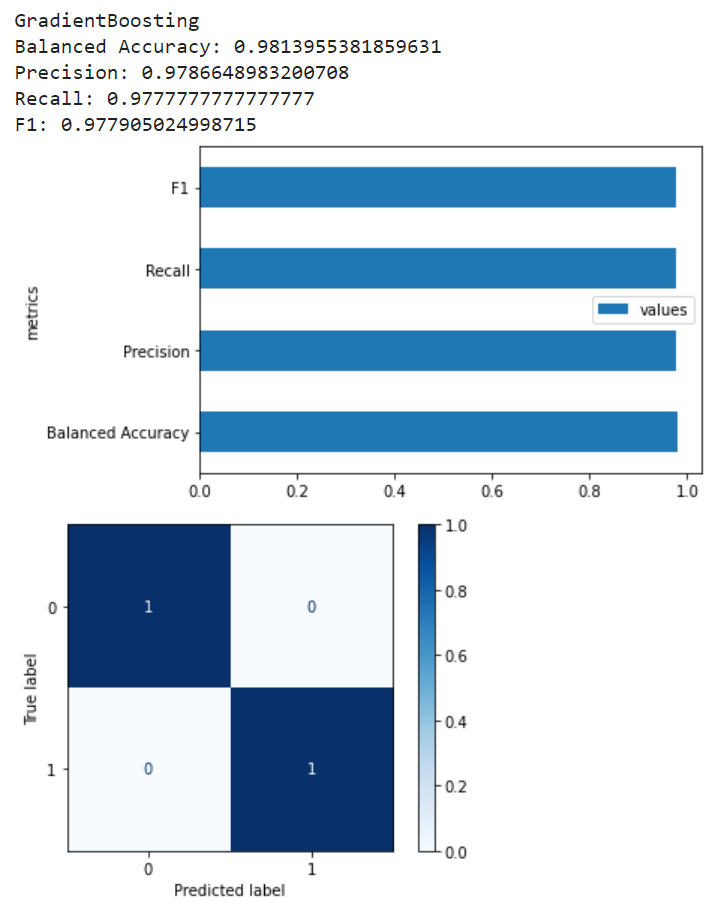 GradientBoosting
Balanced Accuracy: 0.9813955381859631
Precision: 0.9786648983200708
Recall: 0.9777777777777777
F1: 0.977905024998715
F1
Recall
metrics
values
Precision
Balanced Accuracy
0.0 0.2 0.4 0.6 0.8 1.0
1.0
0 1 0
0.8
0.6
True label
0.4
1 0 1
0.2
0.0
0 1
Predicted label